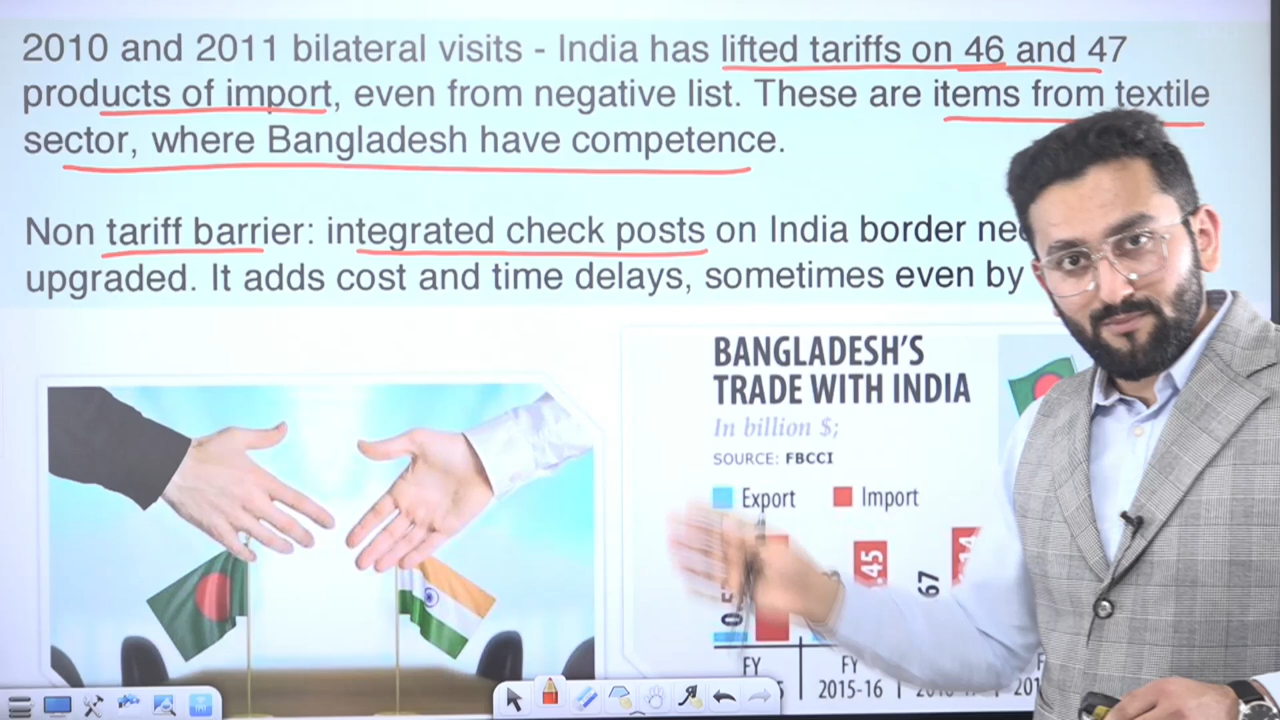 2010 and 2011 bilateral visits - India has lifted tariffs on 46 and 47
products of import, even from negative list. These are items from textile
sector, where Bangladesh have competence.
Non tariff barrier: integrated check posts on India border
upgraded. It adds cost and time delays, sometimes even by
BANGLADESH'S
TRADE WITH INDIA
In billion $;
SOURCE: FBCCI
Export Import
.45
67
FY FY
2015-16